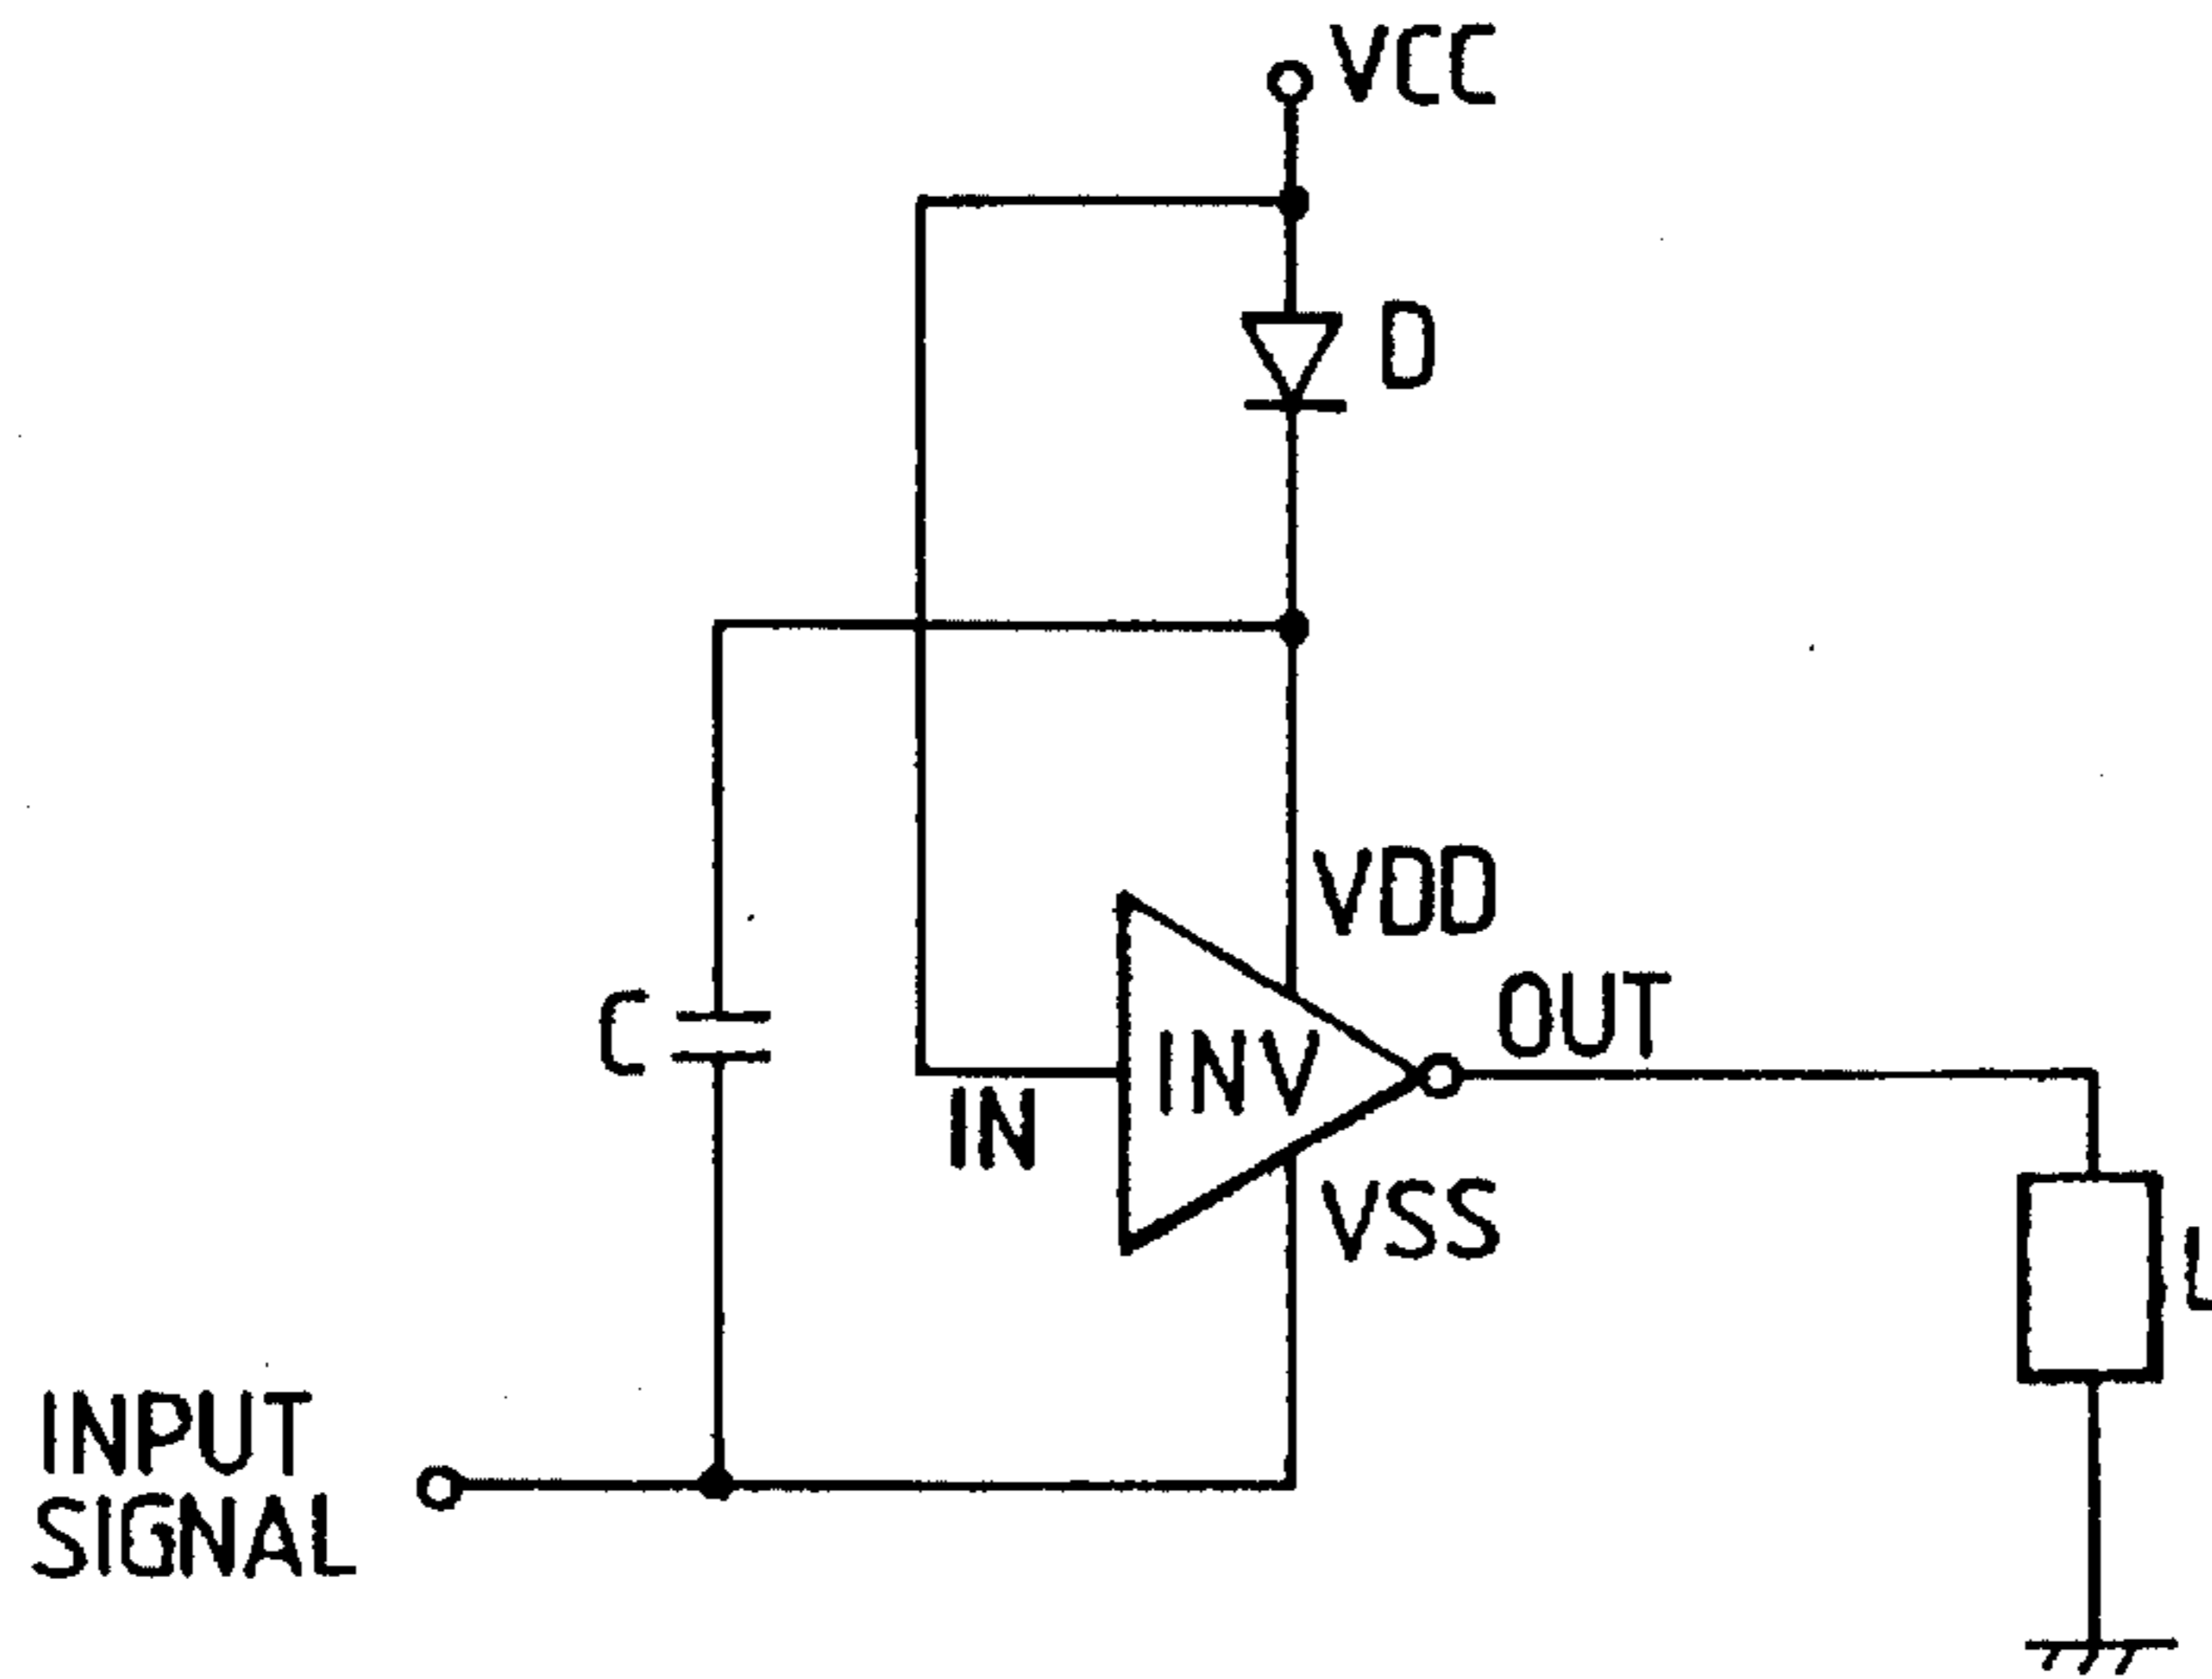 VCC
D
VDD
OUT
C
INV
IN
VSS
L
INPUT
SIGNAL